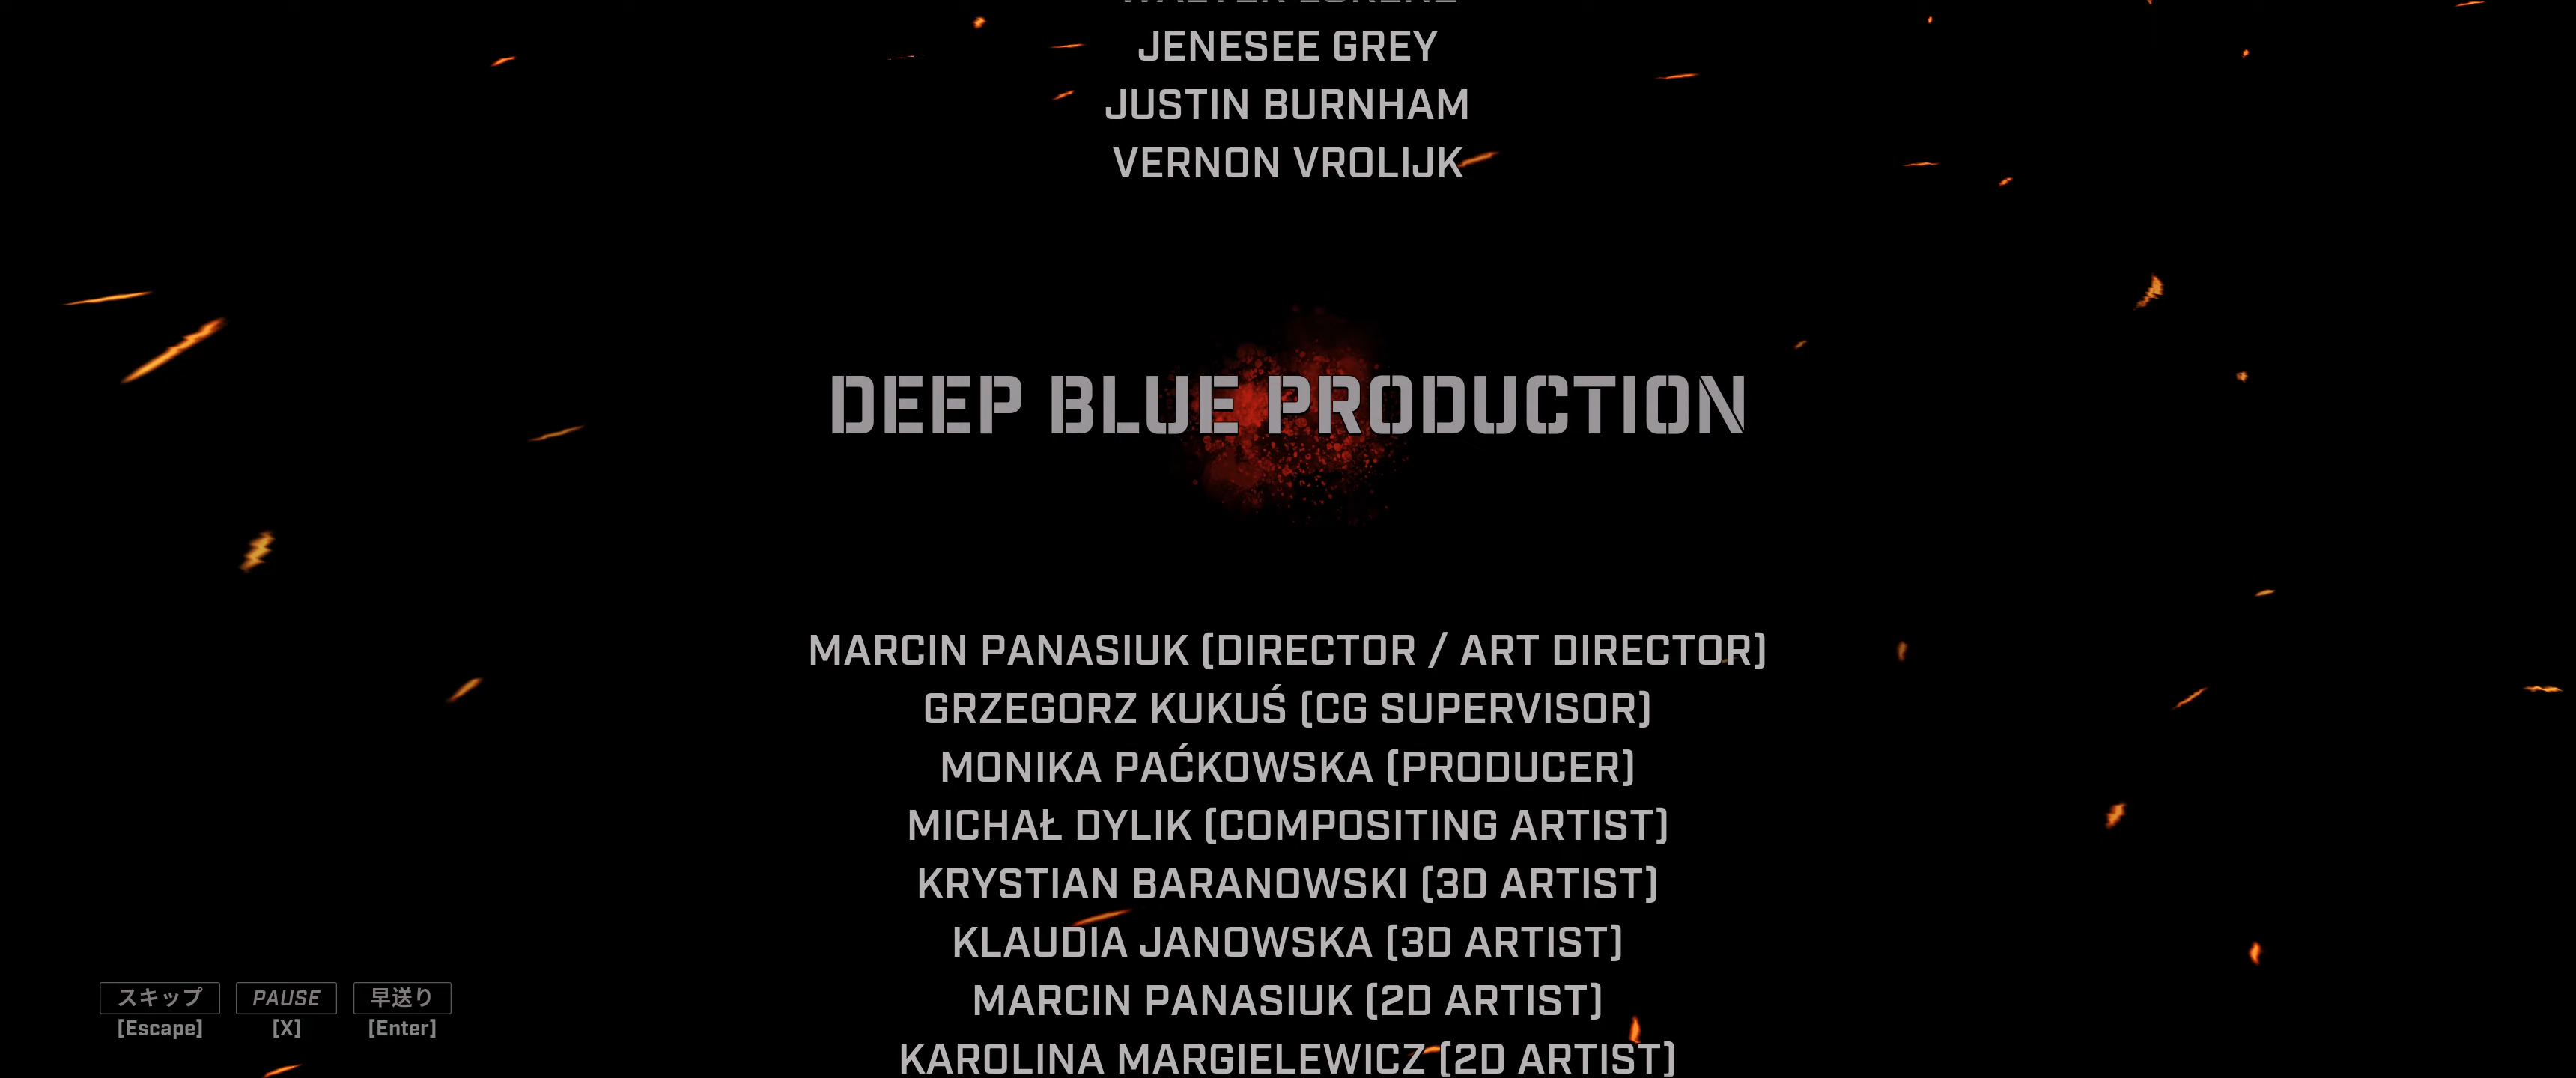 JENESEE GREY
JUSTIN BURNHAM
VERNON VROLIJK
DEEP BLUE PRODUCTION
MARCIN PANASIUK (DIRECTOR / ART DIRECTOR)
GRZEGORZ KUKUŚ (CG SUPERVISOR)
MONIKA PAĆKOWSKA (PRODUCER)
MICHAŁ DYLIK (COMPOSITING ARTIST)
KRYSTIAN BARANOWSKI (3D ARTIST)
KLAUDIA JANOWSKA (3D ARTIST)
MARCIN PANASIUK (2D ARTIST)
KAROLINA MARGIELEWICZ (2D ARTIST)
スキップ PAUSE 早送り
[Escape] [X] [Enter]